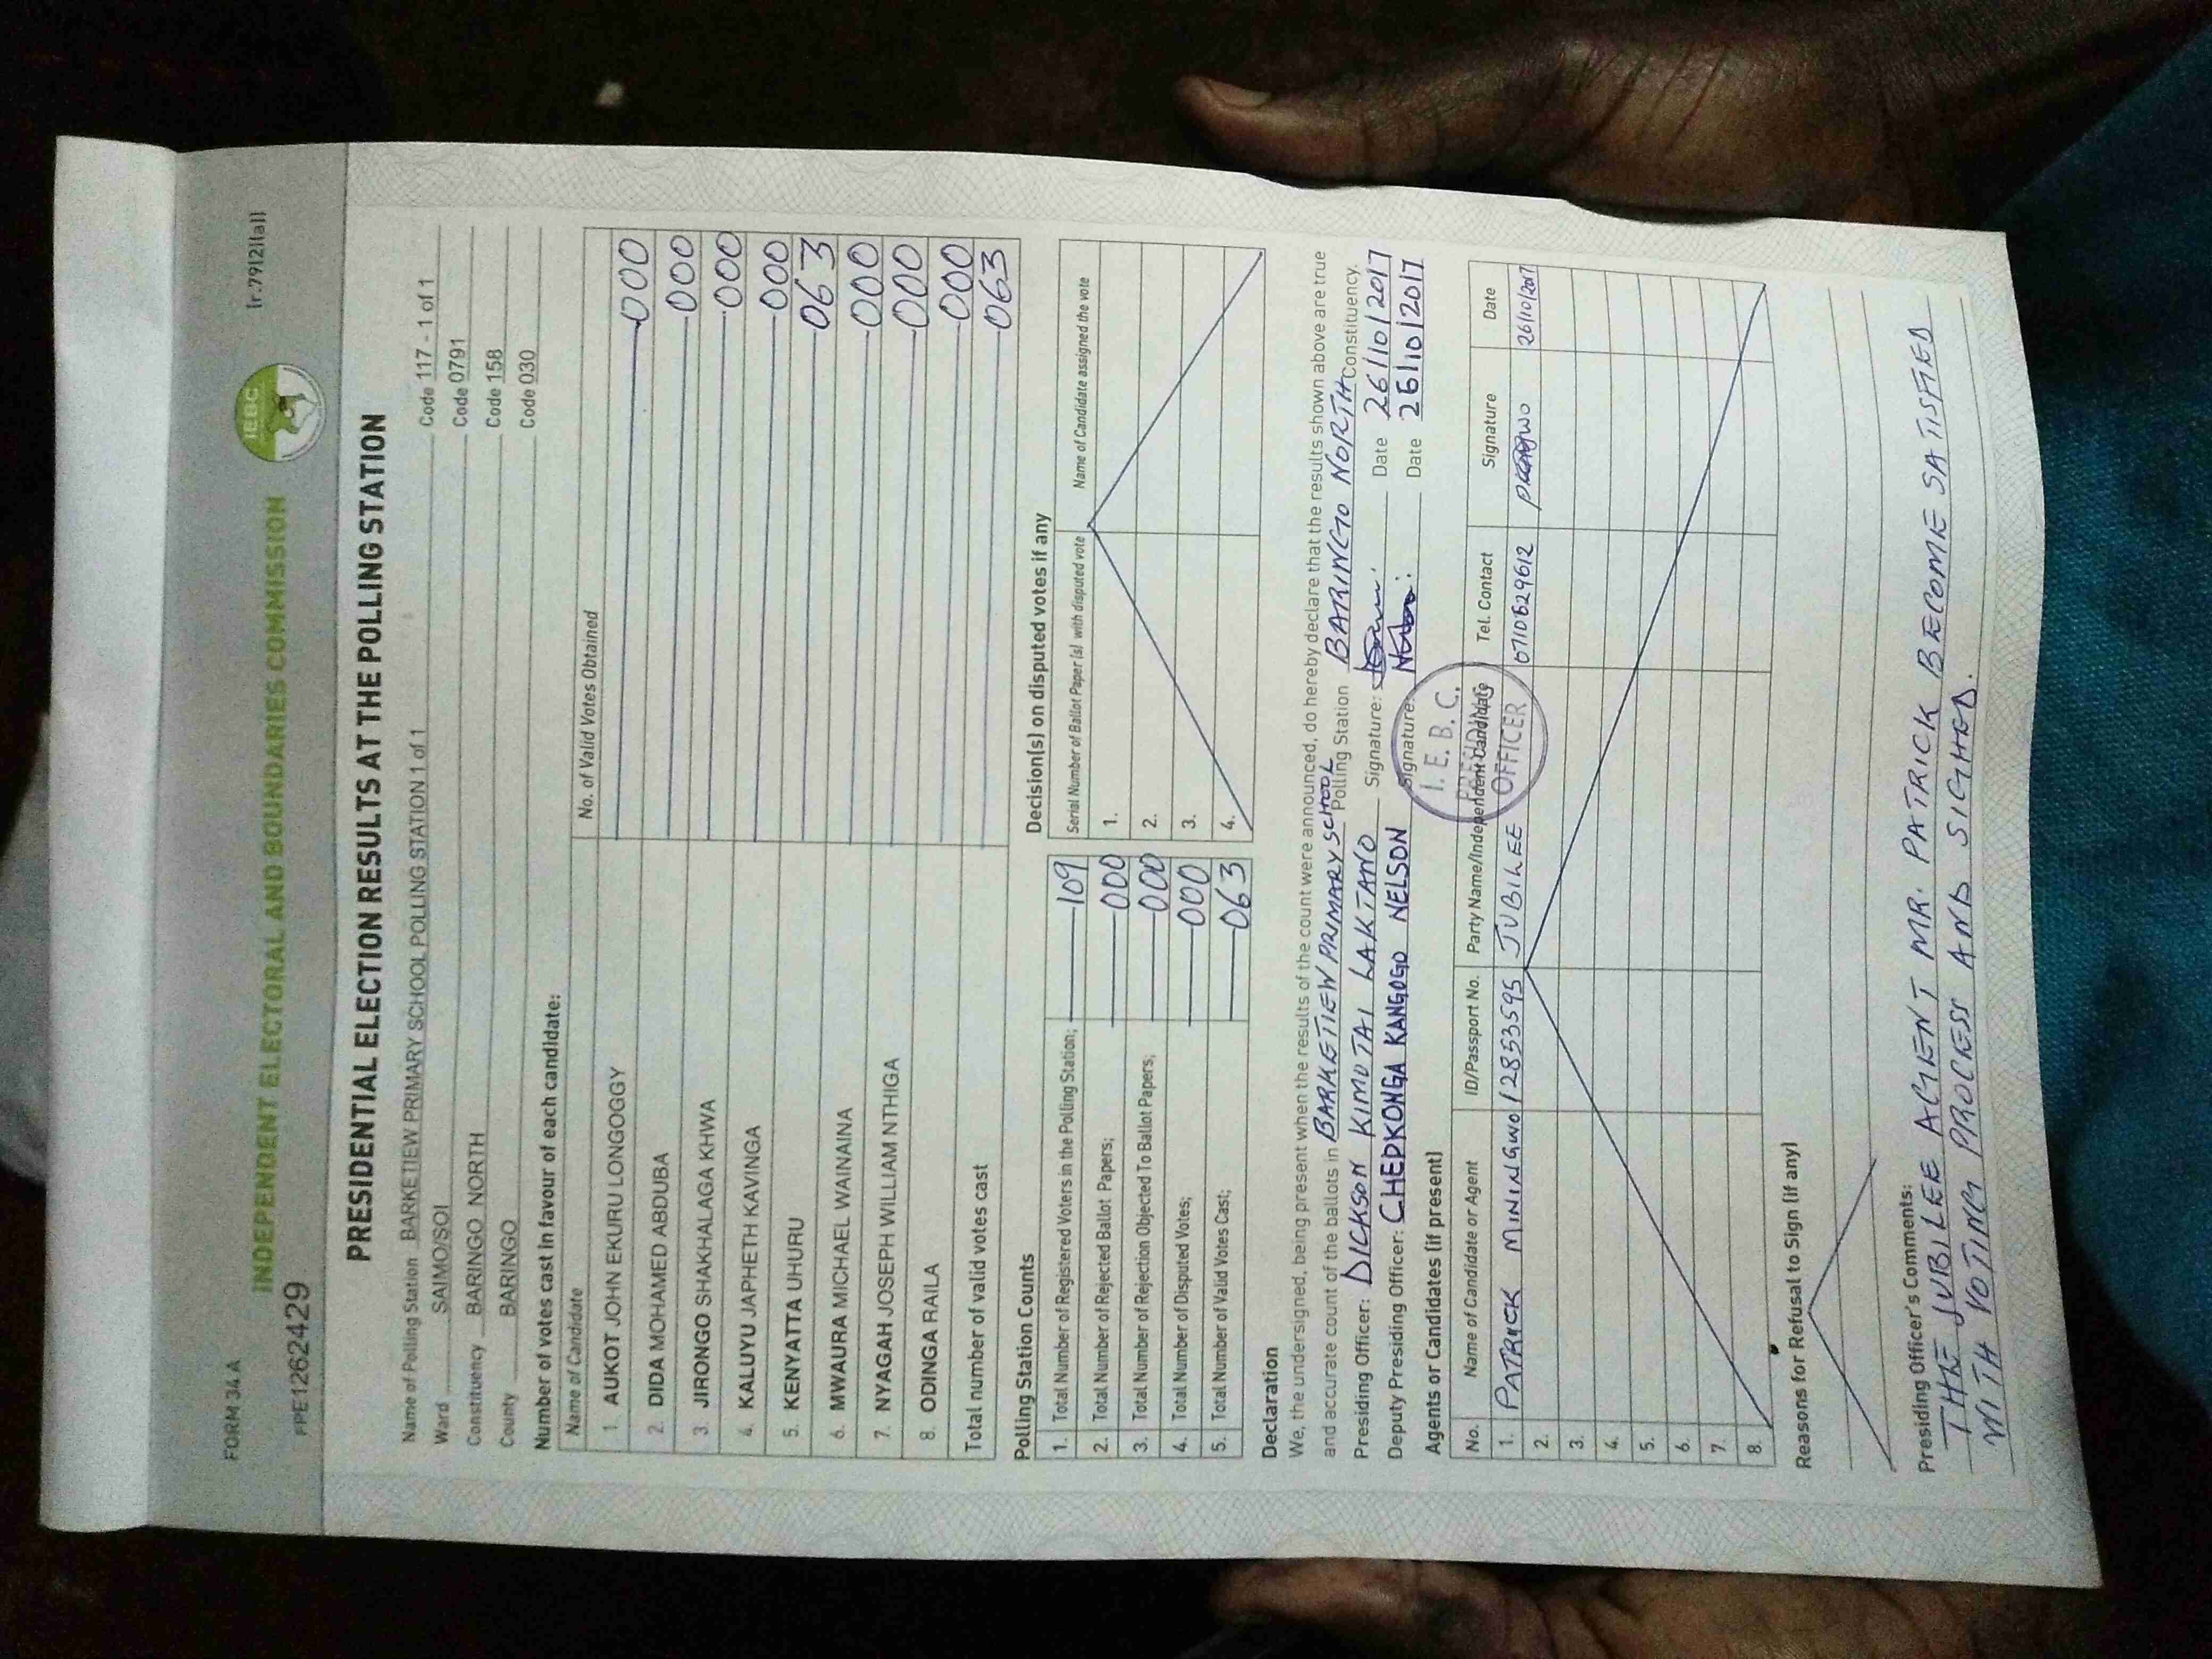 FORM 34 A
[r.79(2)(a)]
INDEPENDENT ELECTORAL AND BOUNDARIES COMMISSION
IEBC
PPE1262429
PRESIDENTIAL ELECTION RESULTS AT THE POLLING STATION
Name of Polling Station BARKETIEW PRIMARY SCHOOL POLLING STATION 1 of 1 Code 117 - 1 of 1
Ward SAIMO/SOI Code 0791
Constituency BARINGO NORTH Code 158
County BARINGO Code 030
Number of votes cast in favour of each candidate:
Name of Candidate No. of Valid Votes Obtained
1. AUKOT JOHN EKURU LONGOGGY 000
2. DIDA MOHAMED ABDUBA 000
3. JIRONGO SHAKHALAGA KHWA 000
4. KALUYU JAPHETH KAVINGA 000
5. KENYATTA UHURU 063
6. MWAURA MICHAEL WAINAINA 000
7. NYAGAH JOSEPH WILLIAM NTHIGA 000
8. ODINGA RAILA 000
Total number of valid votes cast 063
Polling Station Counts
1. Total Number of Registered Voters in the Polling Station; 109
2. Total Number of Rejected Ballot Papers; 000
3. Total Number of Rejection Objected To Ballot Papers; 000
4. Total Number of Disputed Votes; 000
5. Total Number of Valid Votes Cast; 063
Decision(s) on disputed votes if any
Serial Number of Ballot Paper (s) with disputed vote Name of Candidate assigned the vote
1.
2.
3.
4.
Declaration
We, the undersigned, being present when the results of the count were announced, do hereby declare that the results shown above are true
and accurate count of the ballots in BARKETIEW PRIMARY SCHOOL Polling Station BARINGO NORTH Constituency.
Presiding Officer: DICKSON KIMUTAI LAKTANO Signature: Date 26/10/2017
Deputy Presiding Officer: CHEPKONGA KANGOGO NELSON Signature: Date 26/10/2017
I.E.B.C. PRESIDING OFFICER
Agents or Candidates (if present)
No. Name of Candidate or Agent ID/Passport No. Party Name/Independent Candidate Tel. Contact Signature Date
1. PATRICK MININGWO 12853595 JUBILEE 0710629612 26/10/2017
2.
3.
4.
5.
6.
7.
8.
Reasons for Refusal to Sign (if any)
Presiding Officer's Comments:
THE JUBILEE AGENT MR. PATRICK BECOME SATISFIED
WITH VOTING PROCESS AND SIGNED.